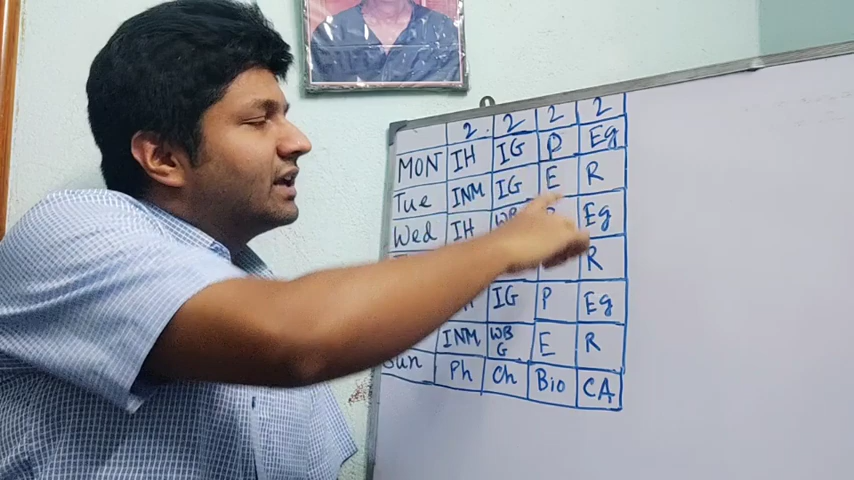 2 2 2 2
MON IH IG P Eg
Tue INM IG E R
Wed IH WB Eg
R
IG P Eg
INM WB G E R
Sun Ph Ch Bio CA